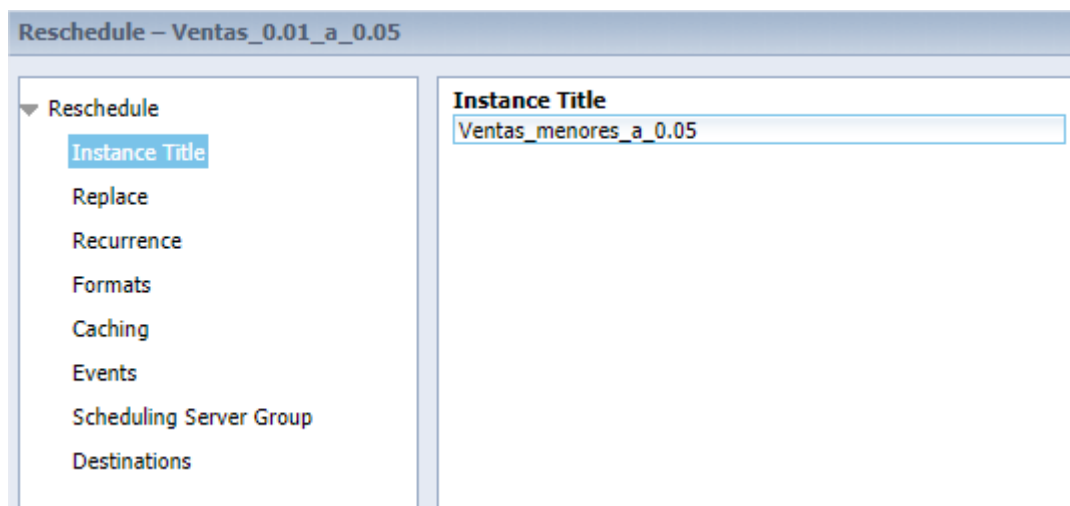 Reschedule – Ventas_0.01_a_0.05
Reschedule
Instance Title
Replace
Recurrence
Formats
Caching
Events
Scheduling Server Group
Destinations
Instance Title
Ventas_menores_a_0.05